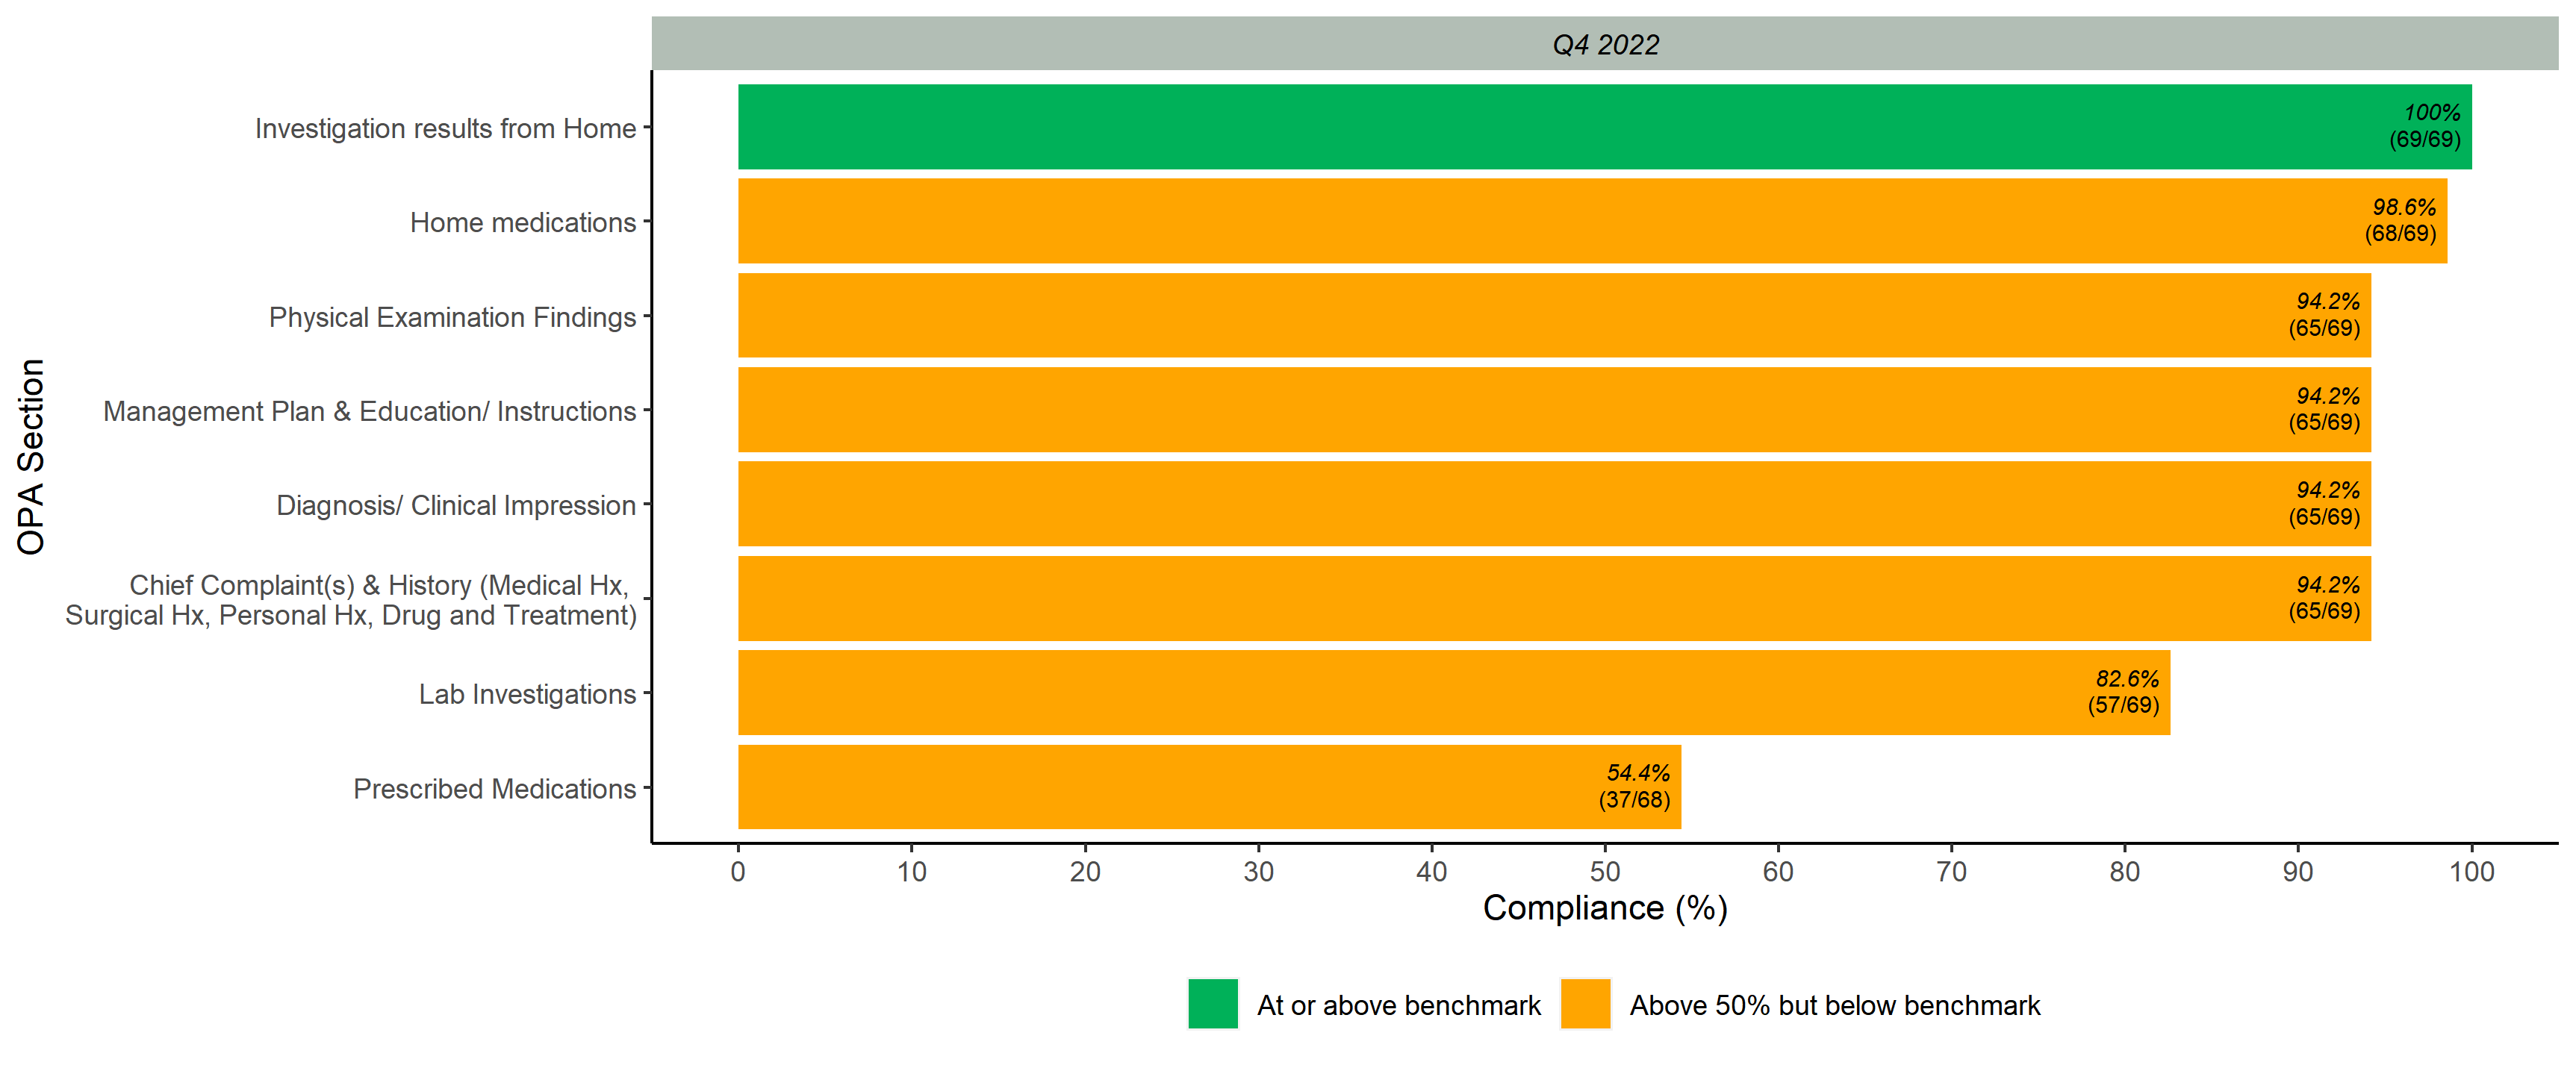 Q4 2022
OPA Section
Investigation results from Home
100%
(69/69)
Home medications
98.6%
(68/69)
Physical Examination Findings
94.2%
(65/69)
Management Plan & Education/ Instructions
94.2%
(65/69)
Diagnosis/ Clinical Impression
94.2%
(65/69)
Chief Complaint(s) & History (Medical Hx,
Surgical Hx, Personal Hx, Drug and Treatment)
94.2%
(65/69)
Lab Investigations
82.6%
(57/69)
Prescribed Medications
54.4%
(37/68)
0 10 20 30 40 50 60 70 80 90 100
Compliance (%)
At or above benchmark Above 50% but below benchmark